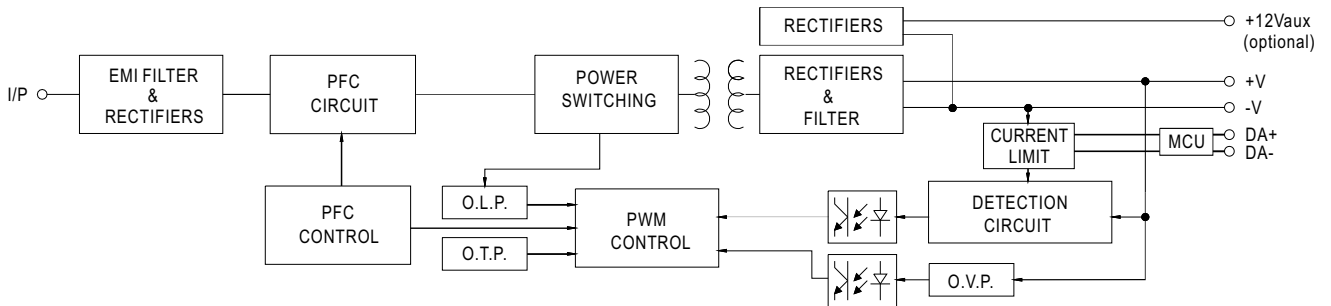 RECTIFIERS
+12Vaux
(optional)
I/P
EMI FILTER
&
RECTIFIERS
PFC
CIRCUIT
POWER
SWITCHING
RECTIFIERS
&
FILTER
+V
-V
CURRENT
LIMIT
MCU
DA+
DA-
PFC
CONTROL
O.L.P.
O.T.P.
PWM
CONTROL
DETECTION
CIRCUIT
O.V.P.